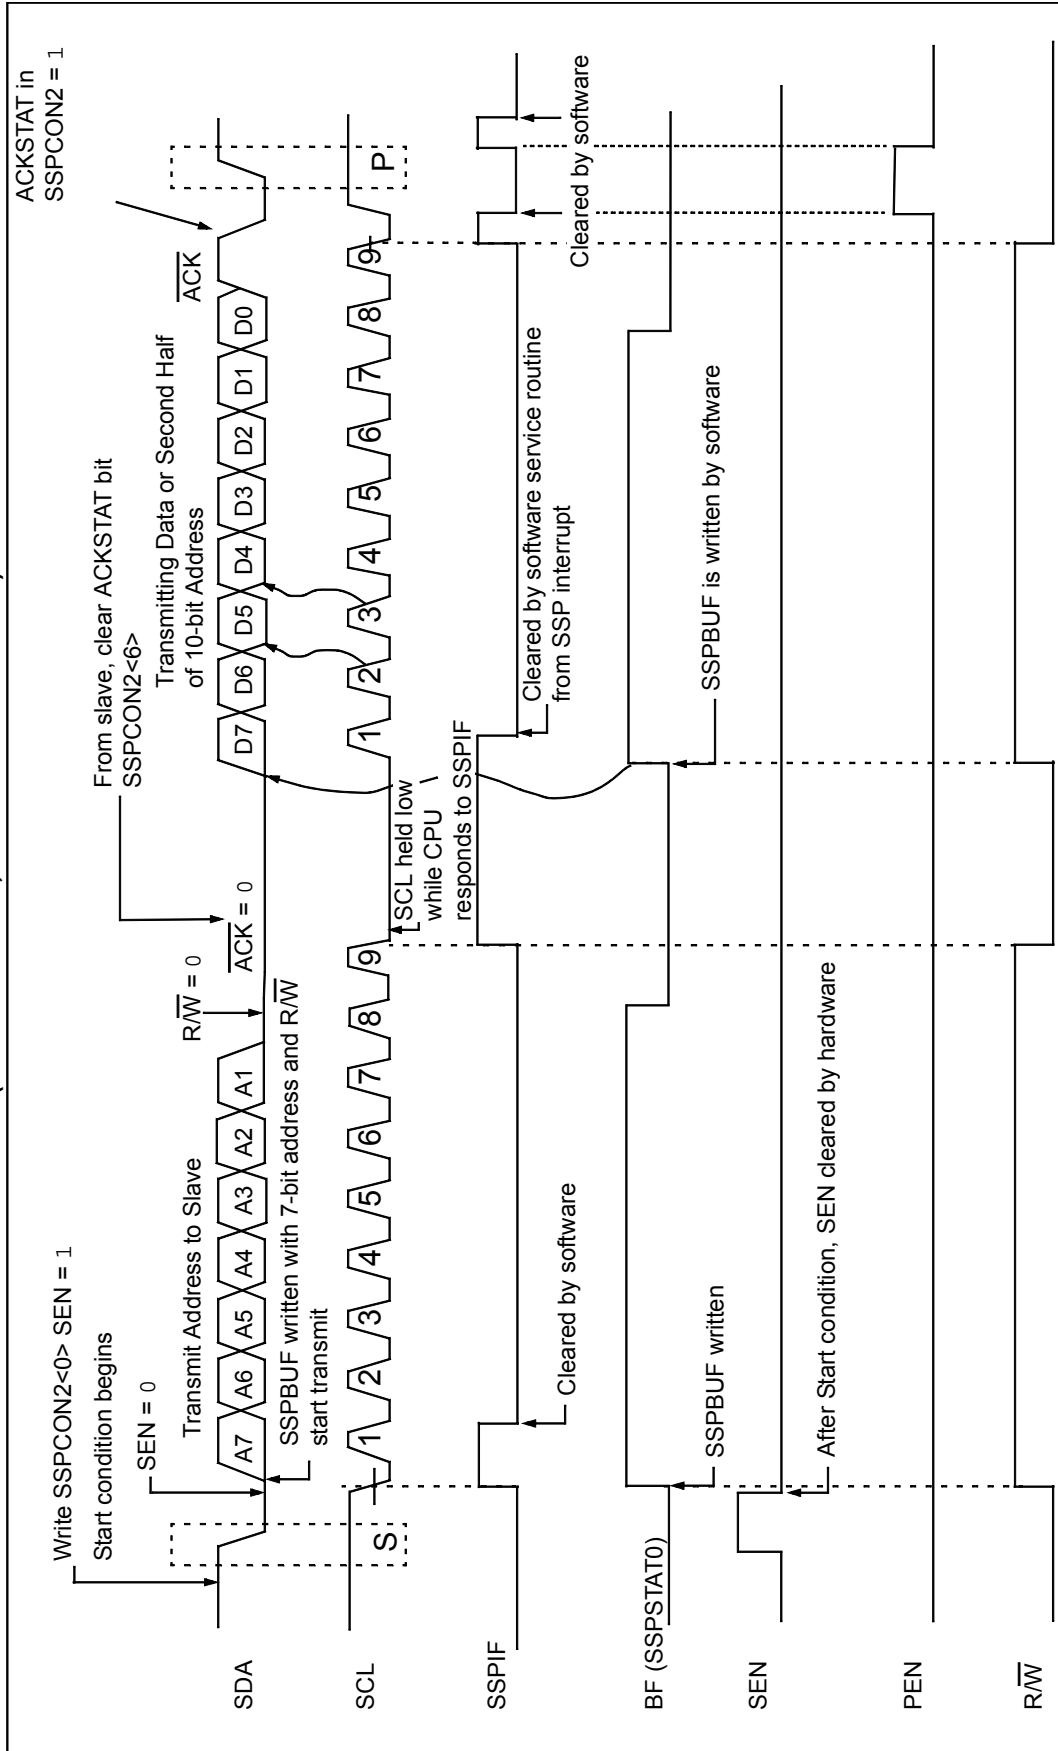 Write SSPCON2<0> SEN = 1
Start condition begins
SEN = 0
From slave, clear ACKSTAT bit
SSPCON2<6>
ACKSTAT in
SSPCON2 = 1
Transmit Address to Slave
R/W = 0
ACK = 0
Transmitting Data or Second Half
of 10-bit Address
ACK
SDA
A7 A6 A5 A4 A3 A2 A1 D7 D6 D5 D4 D3 D2 D1 D0
SSPBUF written with 7-bit address and R/W
start transmit
SCL
S 1 2 3 4 5 6 7 8 9 1 2 3 4 5 6 7 8 9 P
SCL held low
while CPU
responds to SSPIF
SSPIF
Cleared by software
Cleared by software service routine
from SSP interrupt
Cleared by software
BF (SSPSTAT0)
SSPBUF written
SSPBUF is written by software
SEN
After Start condition, SEN cleared by hardware
PEN
R/W